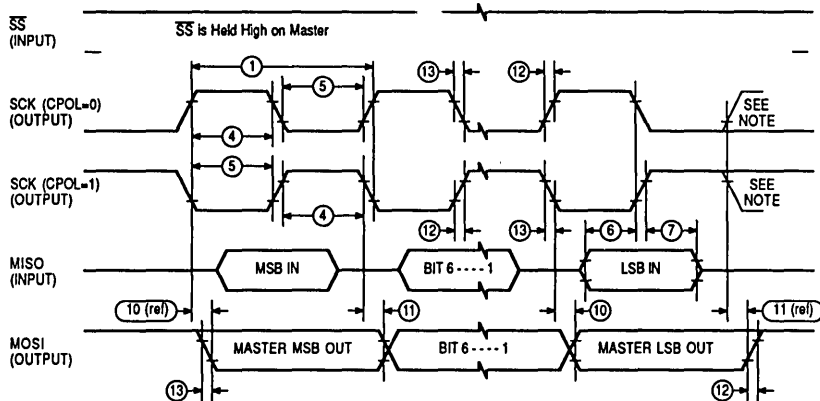 SS
(INPUT)
SS is Held High on Master
1
5
13
12
SCK (CPOL=0)
(OUTPUT)
4
SEE
NOTE
5
SCK (CPOL=1)
(OUTPUT)
4
12
13
6
7
SEE
NOTE
MISO
(INPUT)
MSB IN
BIT 6 ---- 1
LSB IN
10 (ref)
11
10
11 (ref)
MOSI
(OUTPUT)
MASTER MSB OUT
BIT 6 ---- 1
MASTER LSB OUT
13
12